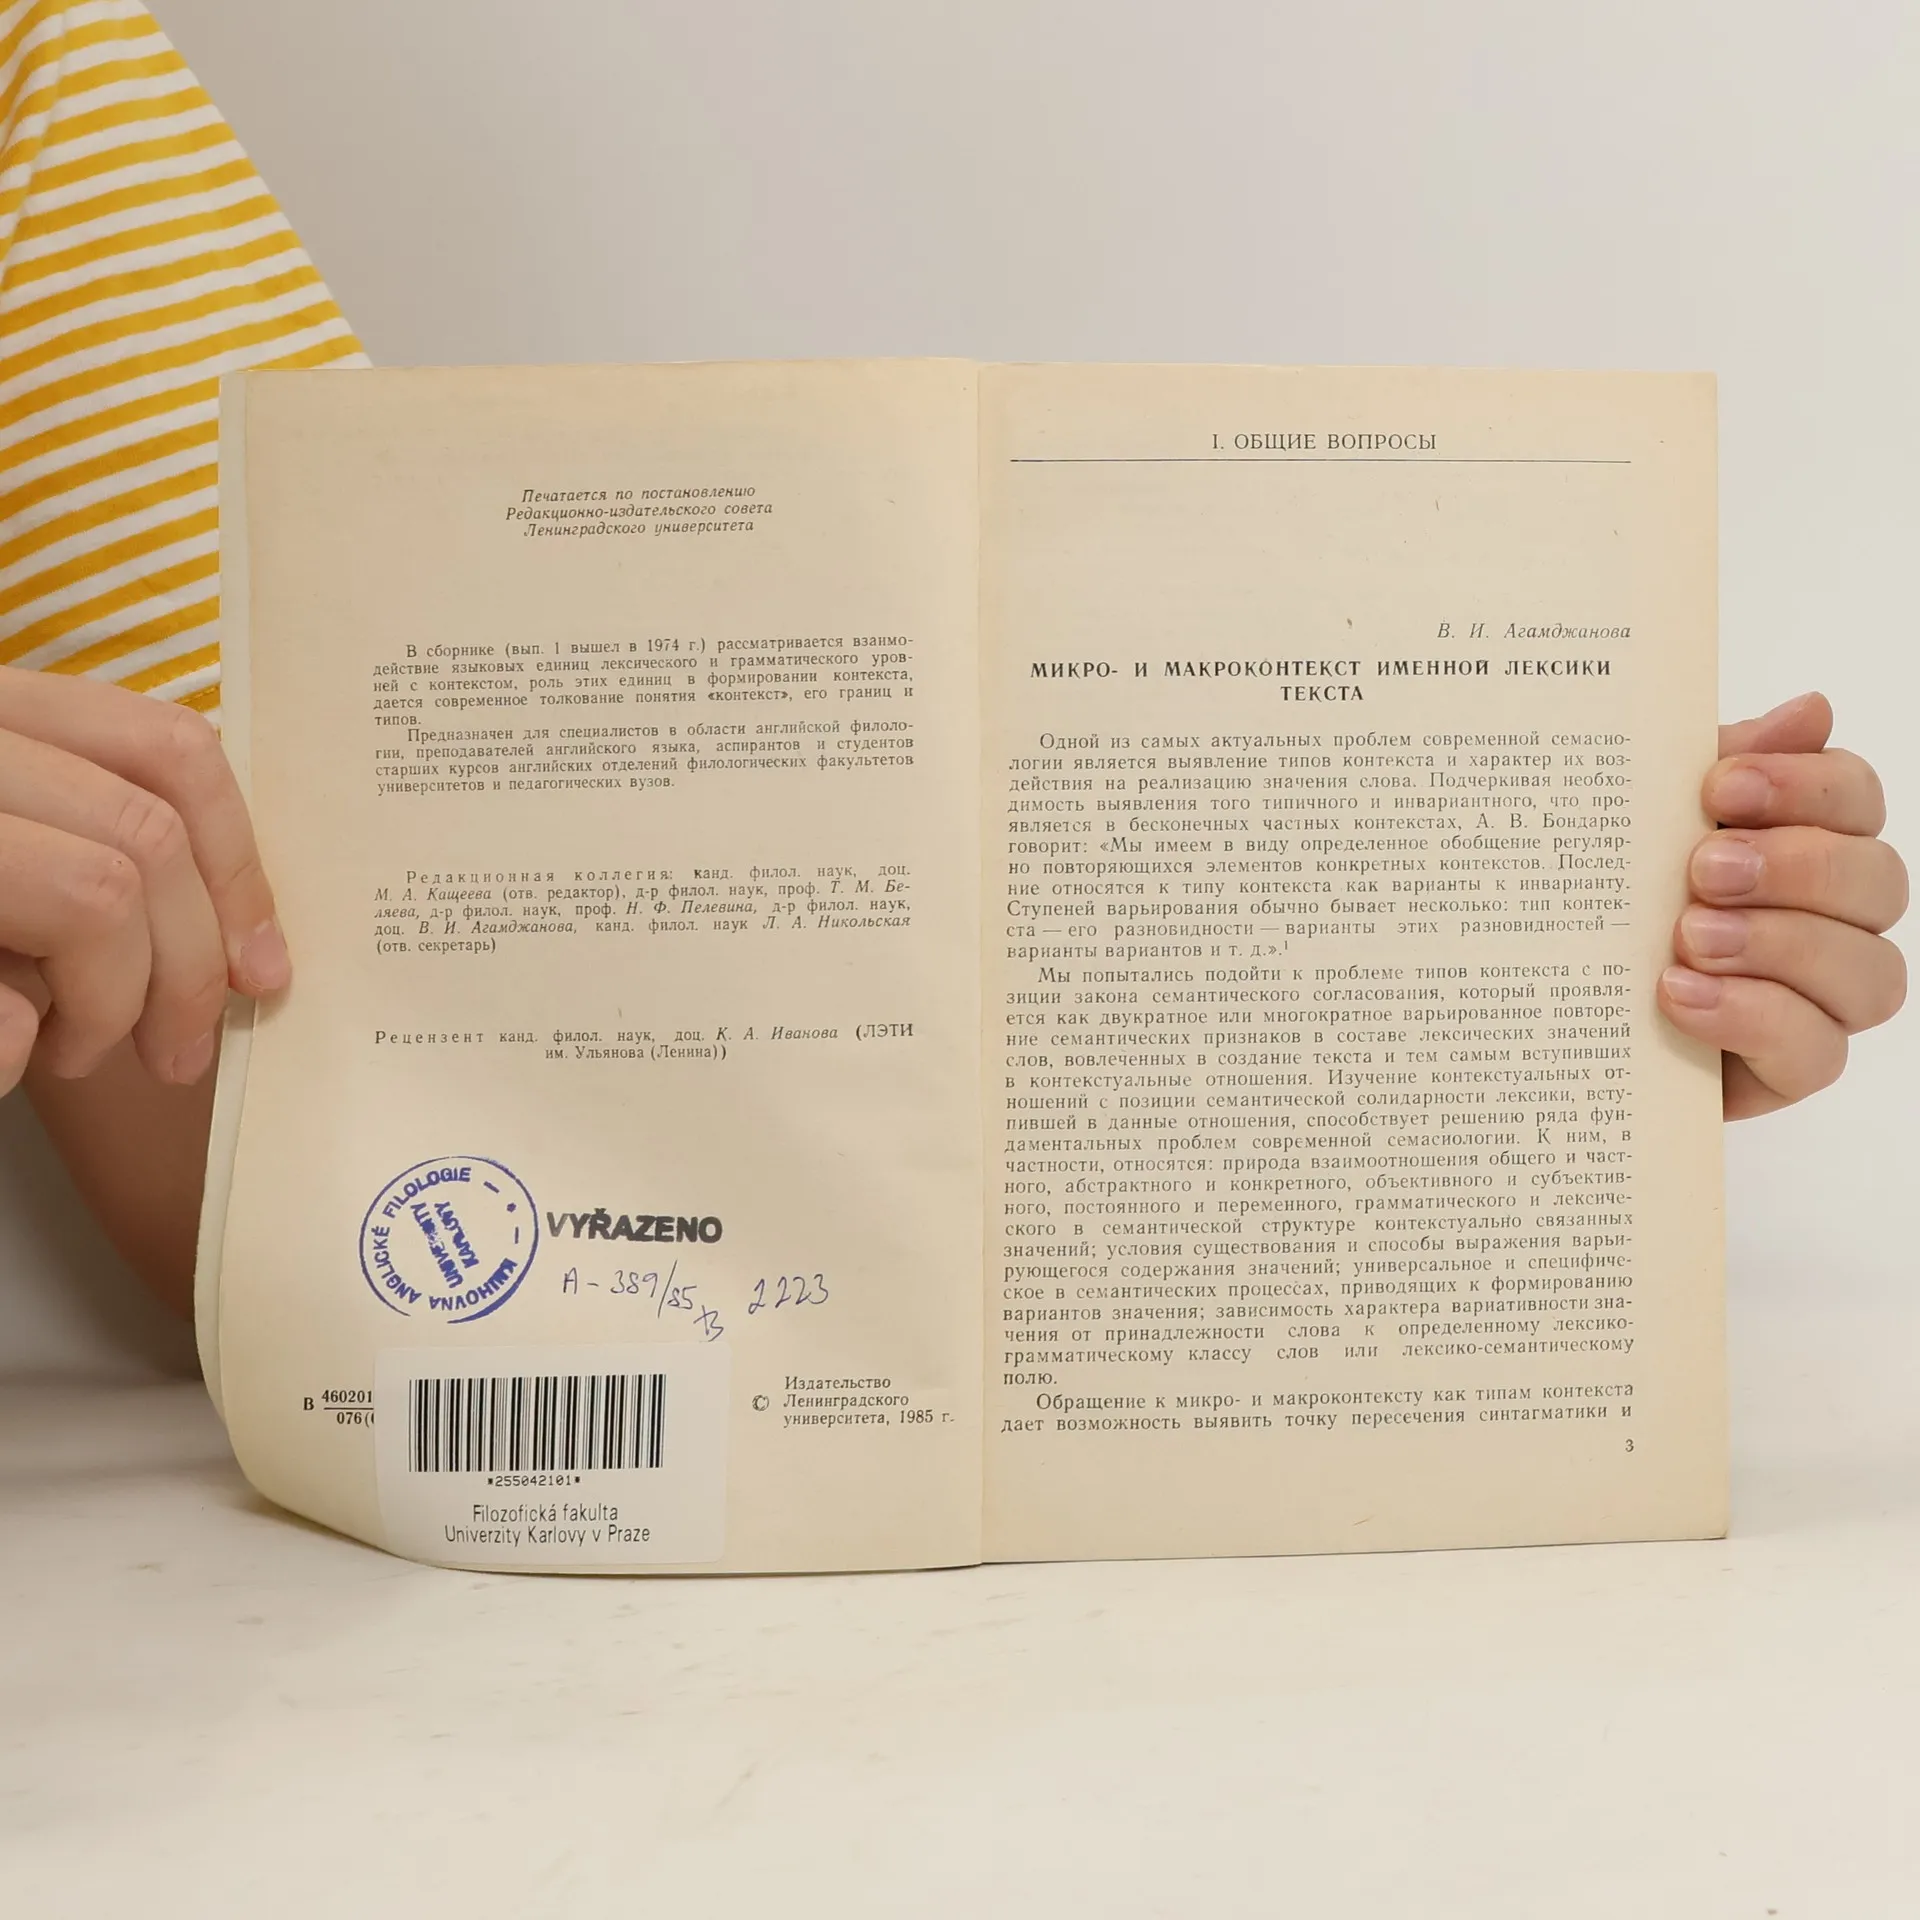 Печатается по постановлению
Редакционно-издательского совета
Ленинградского университета
В сборнике (вып. 1 вышел в 1974 г.) рассматривается взаимо-
действие языковых единиц лексического и грамматического уров-
ней с контекстом, роль этих единиц в формировании контекста,
дается современное толкование понятия «контекст», его границ и
типов.
Предназначен для специалистов в области английской филоло-
гии, преподавателей английского языка, аспирантов и студентов
старших курсов английских отделений филологических факультетов
университетов и педагогических вузов.
Редакционная коллегия: канд. филол. наук, доц.
М. А. Кащеева (отв. редактор), д-р филол. наук, проф. Т. М. Бе-
ляева, д-р филол. наук, проф. Н. Ф. Пелевина, д-р филол. наук,
доц. В. И. Агамджанова, канд. филол. наук Л. А. Никольская
(отв. секретарь)
Рецензент канд. филол. наук, доц. К. А. Иванова (ЛЭТИ
им. Ульянова (Ленина))
KNIHOVNA ANGLICKÉ FILOLOGIE
UNIVERSITY
KARLOVY
VYŘAZENO
A - 389/85 2223
В 460201
076(
*255042101*
Filozofická fakulta
Univerzity Karlovy v Praze
© Издательство
Ленинградского
университета, 1985 г.
I. ОБЩИЕ ВОПРОСЫ
В. И. Агамджанова
МИКРО- И МАКРОКОНТЕКСТ ИМЕННОЙ ЛЕКСИКИ
ТЕКСТА
Одной из самых актуальных проблем современной семасио-
логии является выявление типов контекста и характер их воз-
действия на реализацию значения слова. Подчеркивая необхо-
димость выявления того типичного и инвариантного, что про-
является в бесконечных частных контекстах, А. В. Бондарко
говорит: «Мы имеем в виду определенное обобщение регуляр-
но повторяющихся элементов конкретных контекстов. Послед-
ние относятся к типу контекста как варианты к инварианту.
Ступеней варьирования обычно бывает несколько: тип контек-
ста — его разновидности — варианты этих разновидностей —
варианты вариантов и т. д.».¹
Мы попытались подойти к проблеме типов контекста с по-
зиции закона семантического согласования, который проявля-
ется как двукратное или многократное варьированное повторе-
ние семантических признаков в составе лексических значений
слов, вовлеченных в создание текста и тем самым вступивших
в контекстуальные отношения. Изучение контекстуальных от-
ношений с позиции семантической солидарности лексики, всту-
пившей в данные отношения, способствует решению ряда фун-
даментальных проблем современной семасиологии. К ним, в
частности, относятся: природа взаимоотношения общего и част-
ного, абстрактного и конкретного, объективного и субъектив-
ного, постоянного и переменного, грамматического и лексиче-
ского в семантической структуре контекстуально связанных
значений; условия существования и способы выражения варьи-
рующегося содержания значений; универсальное и специфиче-
ское в семантических процессах, приводящих к формированию
вариантов значения; зависимость характера вариативности зна-
чения от принадлежности слова к определенному лексико-
грамматическому классу слов или лексико-семантическому
полю.
Обращение к микро- и макроконтексту как типам контекста
дает возможность выявить точку пересечения синтагматики и
3